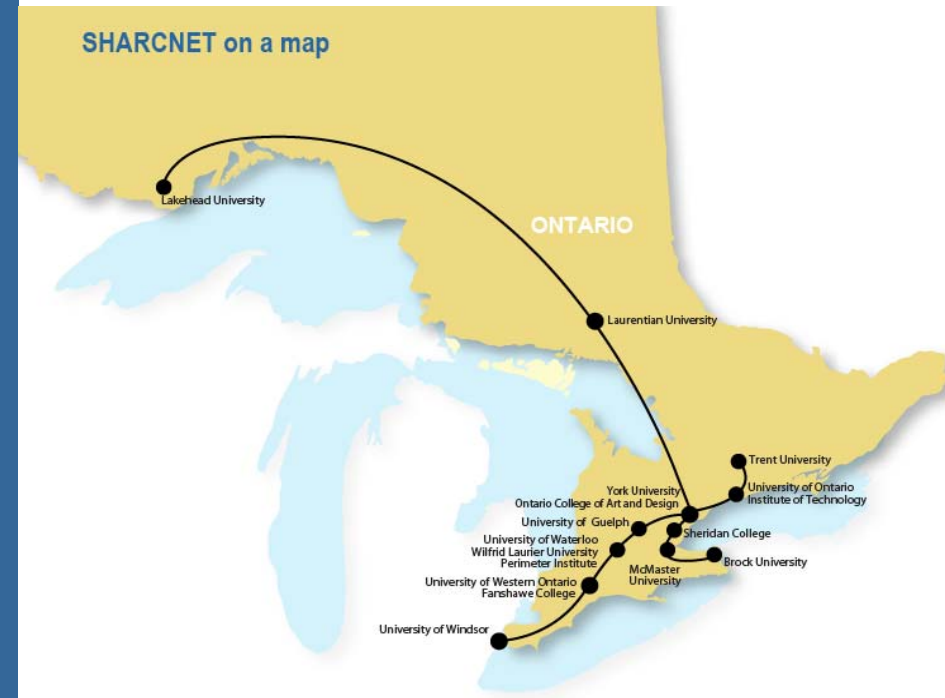 SHARCNET on a map
Lakehead University
ONTARIO
Laurentian University
Trent University
University of Ontario
Institute of Technology
York University
Ontario College of Art and Design
University of Guelph
Sheridan College
University of Waterloo
Wilfrid Laurier University
Perimeter Institute
McMaster
University
Brock University
University of Western Ontario
Fanshawe College
University of Windsor